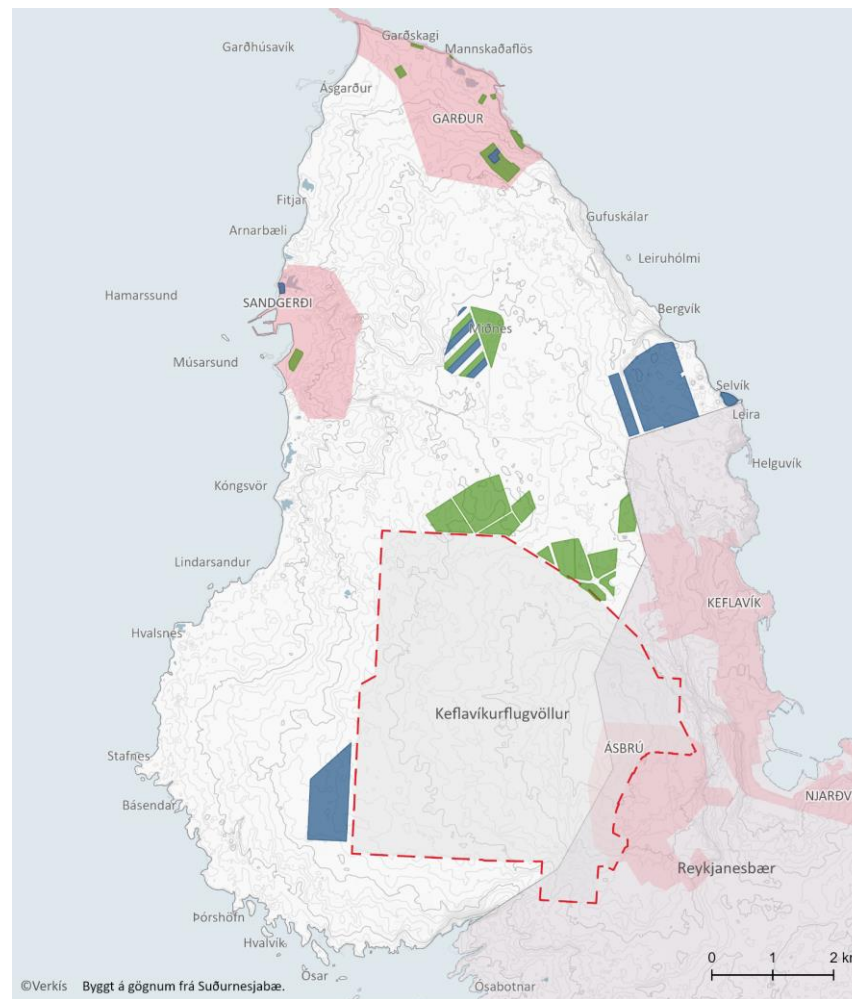 Garðskagi
Garðhúsavík
Mannskaðaflös
Ásgarður
GARÐUR
Fitjar
Gufuskálar
Arnarbæli
Leiruhólmi
Hamarssund
SANDGERÐI
Bergvík
Miðnes
Músarsund
Selvík
Leira
Helguvík
Kóngsvör
Lindarsandur
KEFLAVÍK
Hvalsnes
Keflavíkurflugvöllur
ÁSBRÚ
Stafnes
NJARÐV
Básendar
Reykjanesbær
Þórshöfn
Hvalvík
Ósar
Ósabotnar
0 1 2 k
©Verkís Byggt á gögnum frá Suðurnesjabæ.